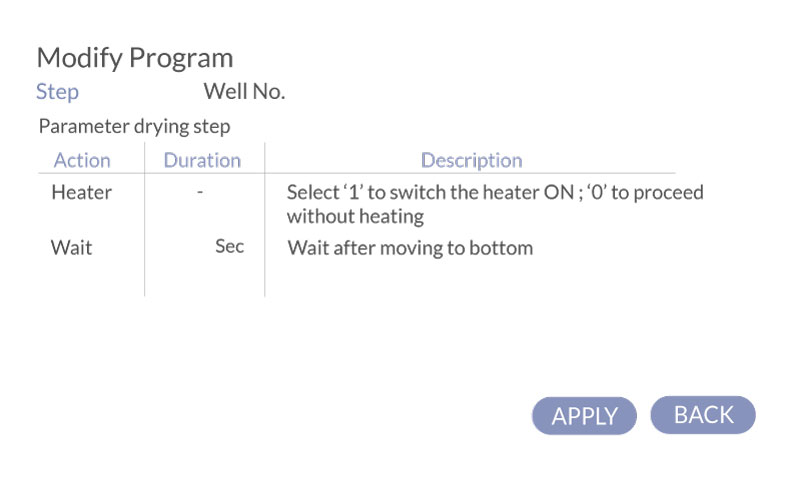 Modify Program
Step Well No.
Parameter drying step
Action Duration Description
Heater - Select ‘1’ to switch the heater ON ; ‘0’ to proceed
without heating
Wait Sec Wait after moving to bottom
APPLY BACK